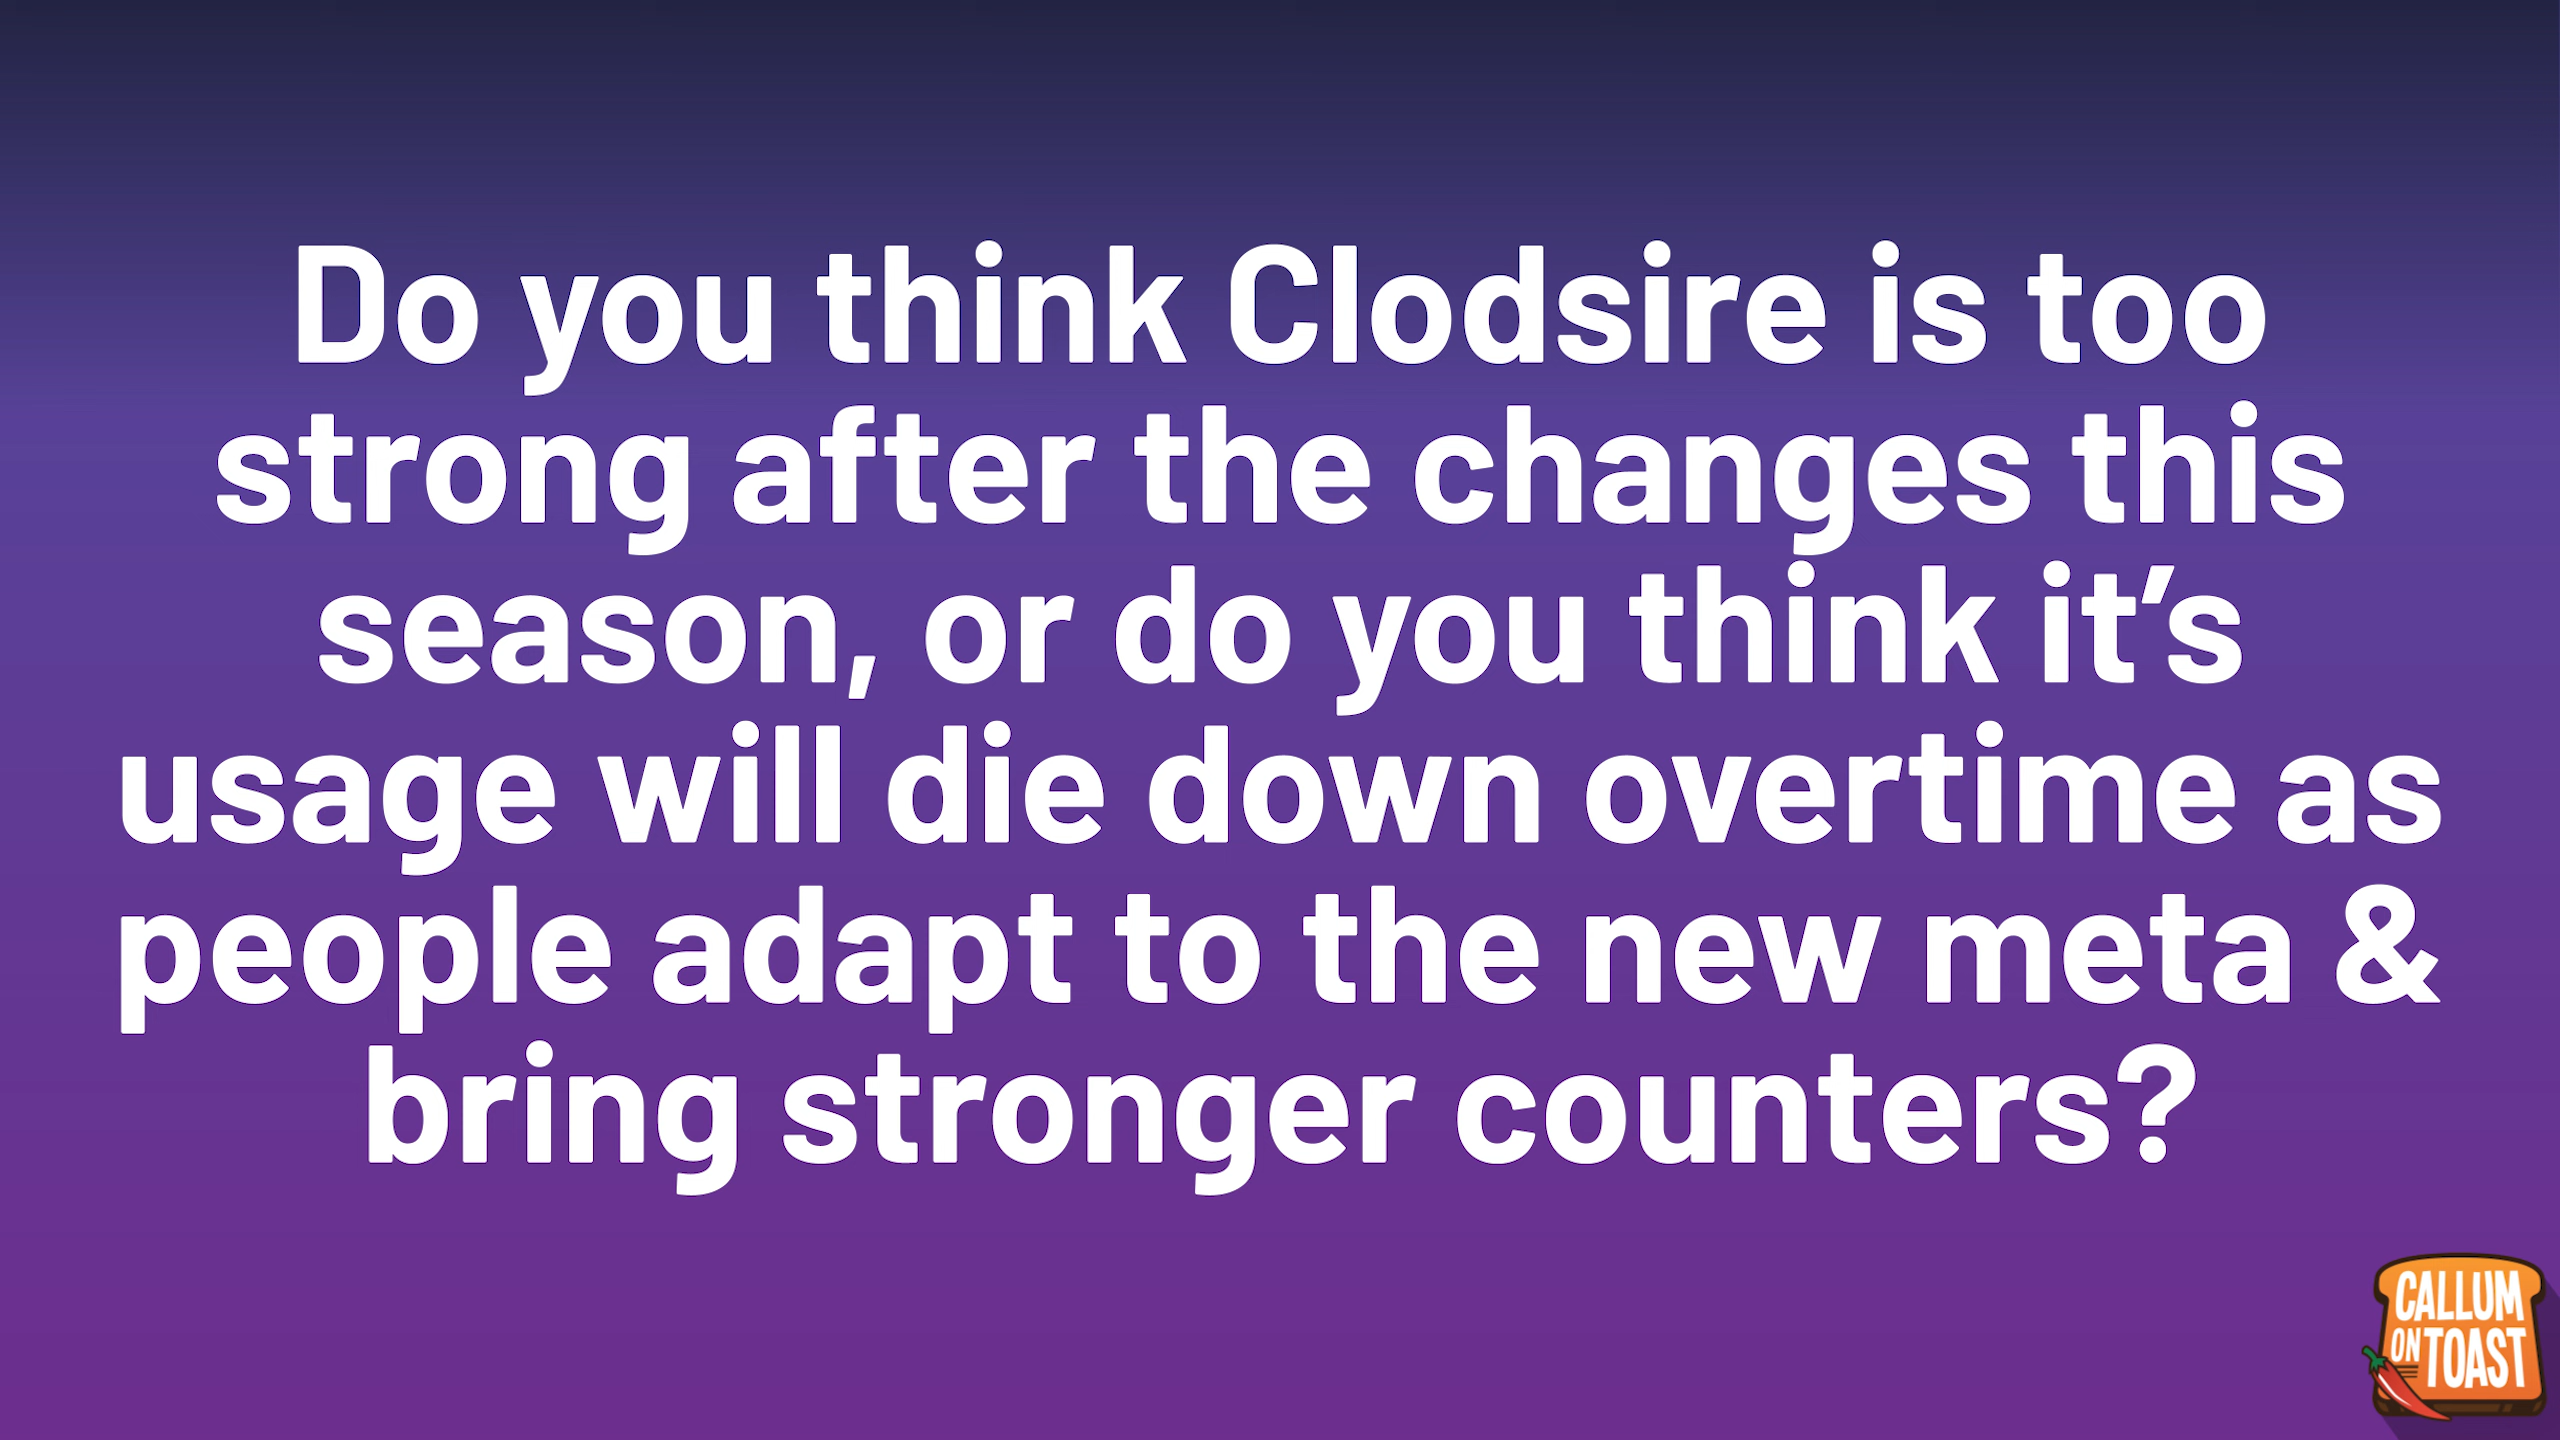 Do you think Clodsire is too
strong after the changes this
season, or do you think it’s
usage will die down overtime as
people adapt to the new meta &
bring stronger counters?
CALLUM
ON TOAST